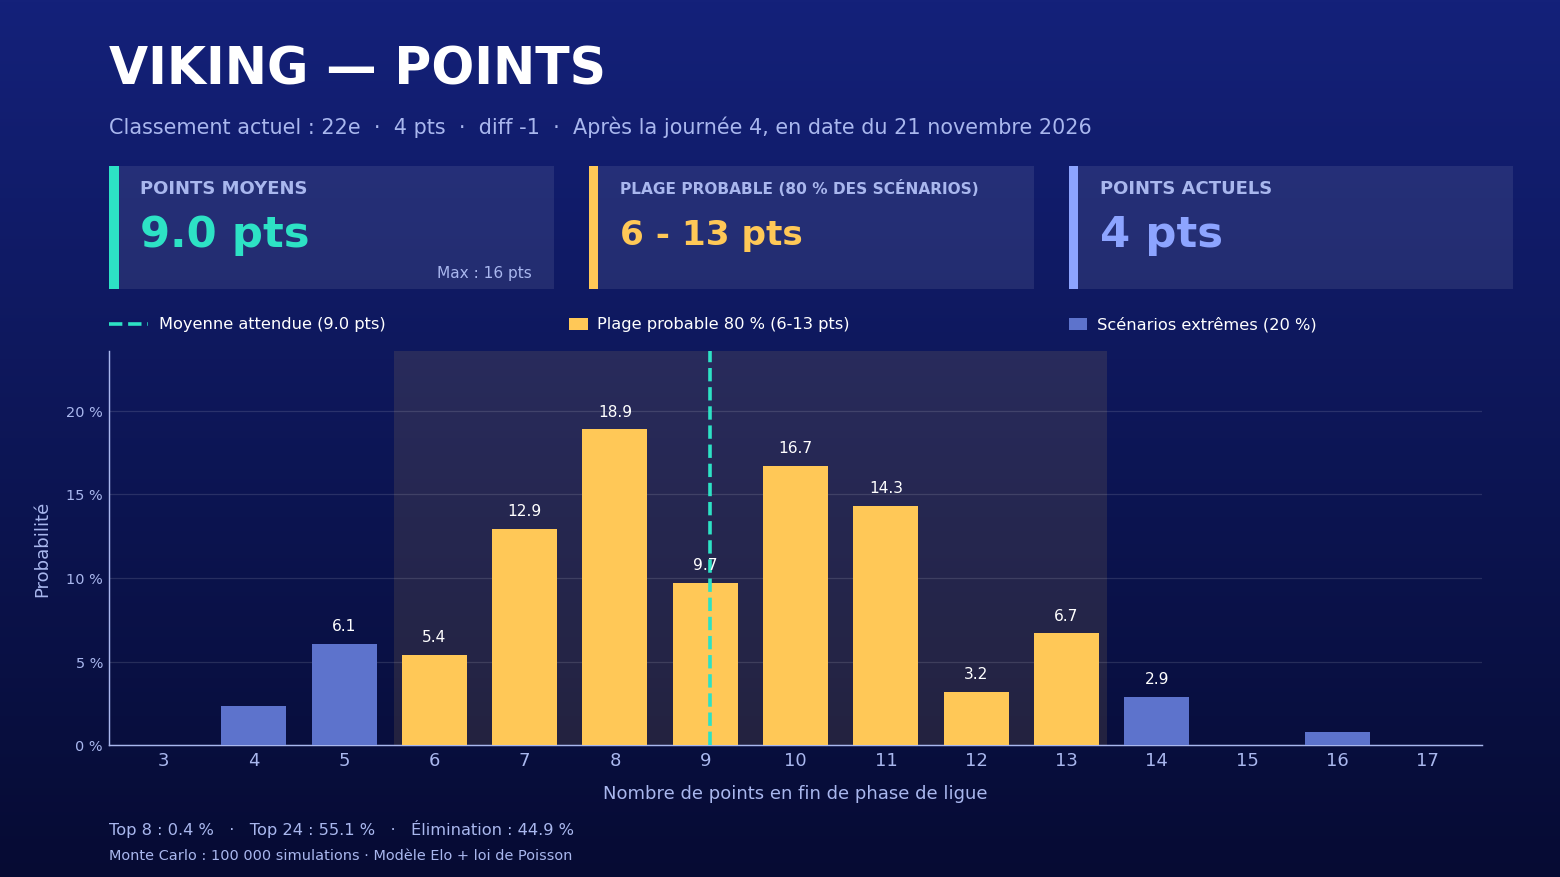 VIKING — POINTS
Classement actuel : 22e · 4 pts · diff -1 · Après la journée 4, en date du 21 novembre 2026
POINTS MOYENS
9.0 pts
Max : 16 pts
PLAGE PROBABLE (80 % DES SCÉNARIOS)
6 - 13 pts
POINTS ACTUELS
4 pts
Moyenne attendue (9.0 pts)
Plage probable 80 % (6-13 pts)
Scénarios extrêmes (20 %)
Probabilité
20 %
15 %
10 %
5 %
0 %
6.1
5.4
12.9
18.9
9.7
16.7
14.3
3.2
6.7
2.9
3 4 5 6 7 8 9 10 11 12 13 14 15 16 17
Nombre de points en fin de phase de ligue
Top 8 : 0.4 % · Top 24 : 55.1 % · Élimination : 44.9 %
Monte Carlo : 100 000 simulations · Modèle Elo + loi de Poisson